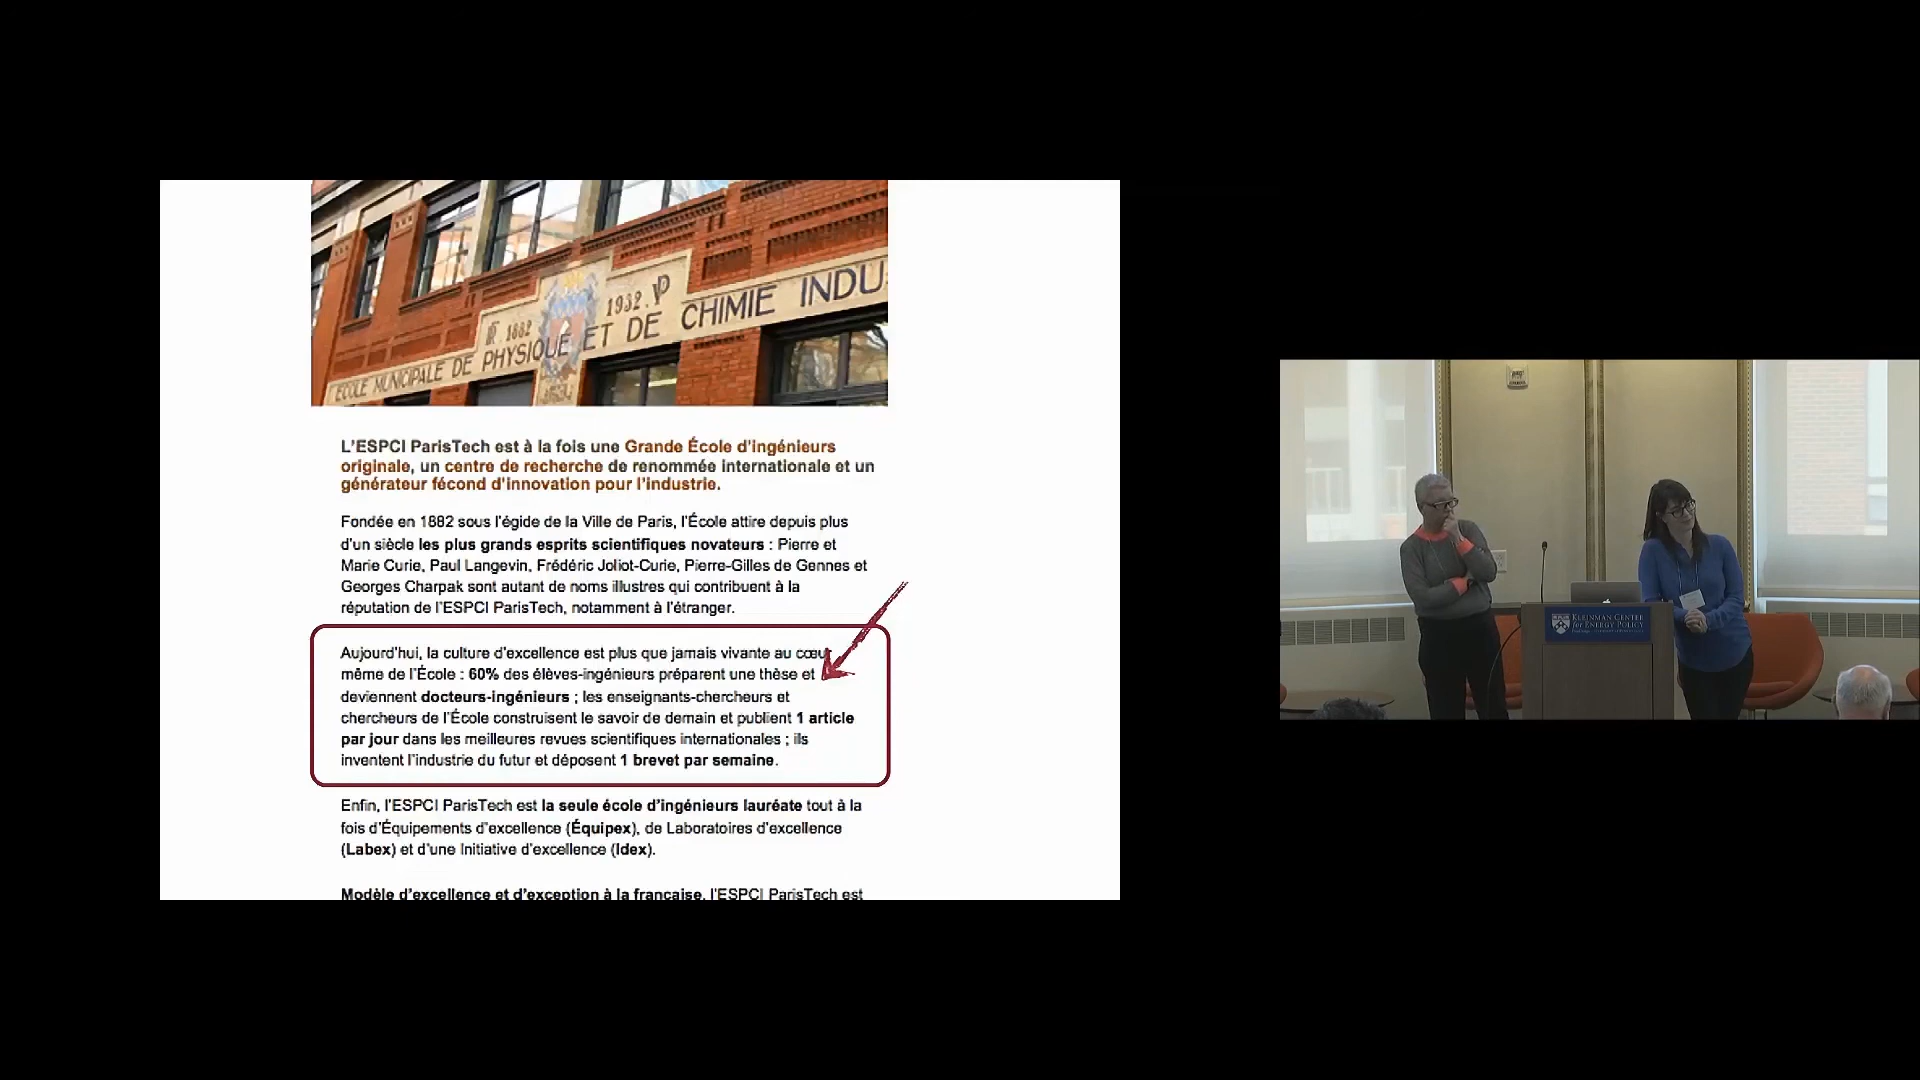 1882
1932.
ECOLE MUNICIPALE DE PHYSIQUE ET DE CHIMIE INDU
L'ESPCI ParisTech est à la fois une Grande École d'ingénieurs
originale, un centre de recherche de renommée internationale et un
générateur fécond d'innovation pour l'industrie.
Fondée en 1882 sous l'égide de la Ville de Paris, l'École attire depuis plus
d'un siècle les plus grands esprits scientifiques novateurs : Pierre et
Marie Curie, Paul Langevin, Frédéric Joliot-Curie, Pierre-Gilles de Gennes et
Georges Charpak sont autant de noms illustres qui contribuent à la
réputation de l'ESPCI ParisTech, notamment à l'étranger.
Aujourd'hui, la culture d'excellence est plus que jamais vivante au cœur
même de l'École : 60% des élèves-ingénieurs préparent une thèse et
deviennent docteurs-ingénieurs ; les enseignants-chercheurs et
chercheurs de l'École construisent le savoir de demain et publient 1 article
par jour dans les meilleures revues scientifiques internationales ; ils
inventent l'industrie du futur et déposent 1 brevet par semaine.
Enfin, l'ESPCI ParisTech est la seule école d'ingénieurs lauréate tout à la
fois d'Équipements d'excellence (Équipex), de Laboratoires d'excellence
(Labex) et d'une Initiative d'excellence (Idex).
Modèle d'excellence et d'exception à la française, l'ESPCI ParisTech est
KLEINMAN CENTER
for ENERGY POLICY